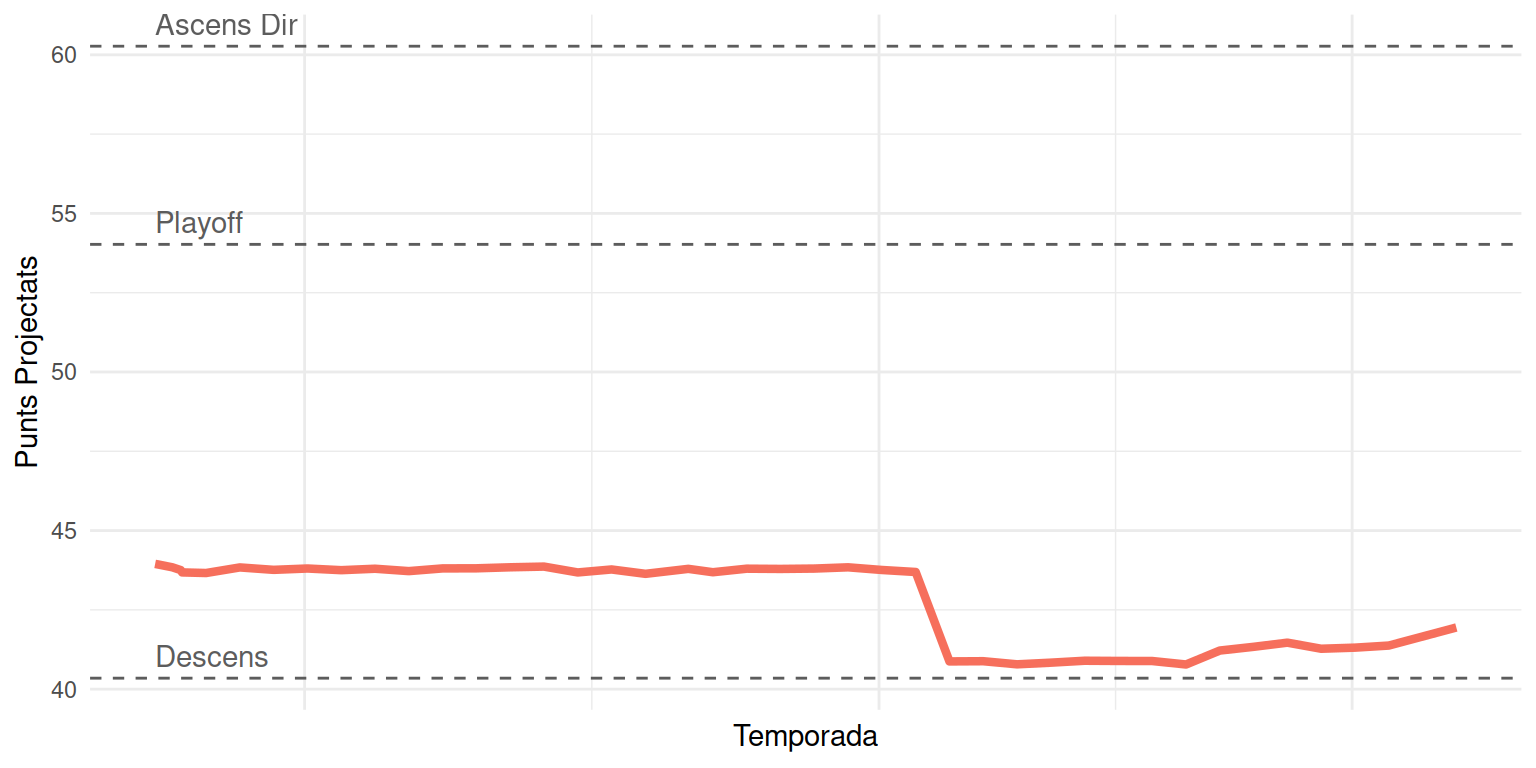 Ascens Dir
60
Playoff
55
50
45
Descens
40
Punts Projectats
Temporada